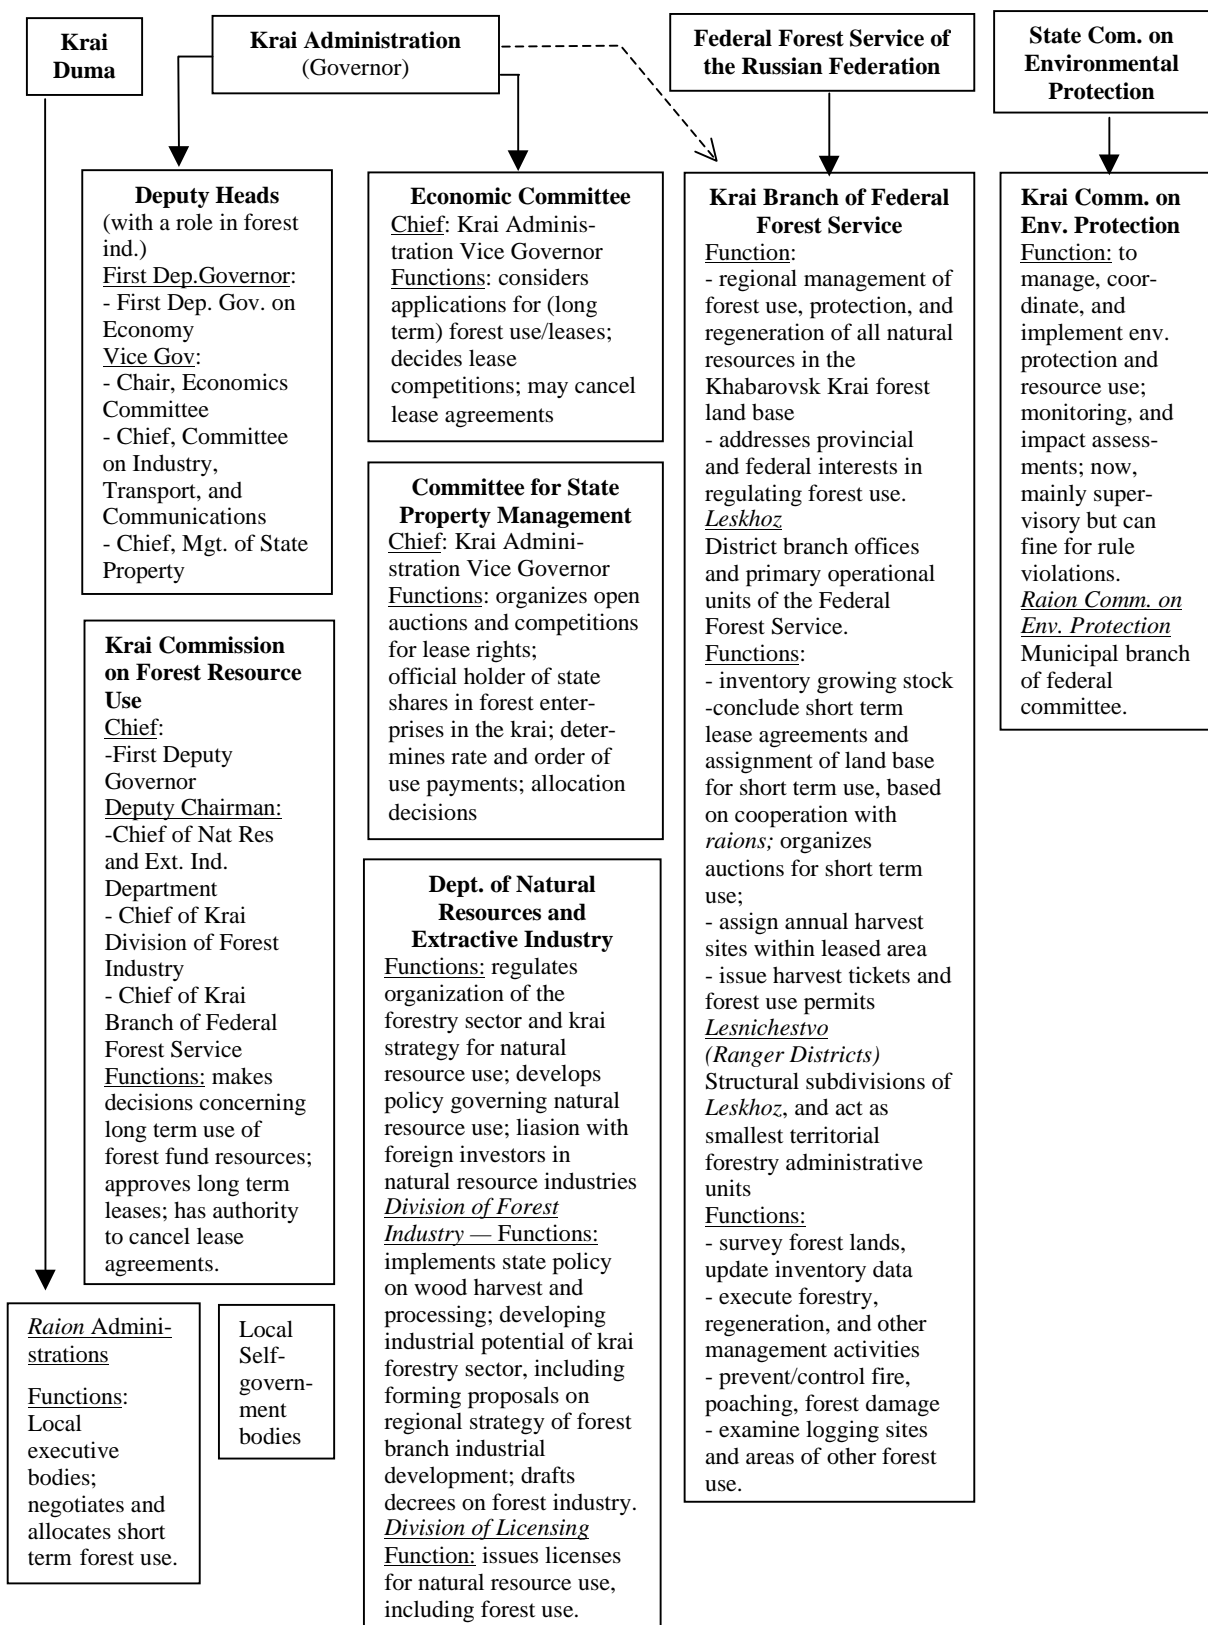 Krai
Duma
Krai Administration
(Governor)
Federal Forest Service of
the Russian Federation
State Com. on
Environmental
Protection
Deputy Heads
(with a role in forest
ind.)
First Dep.Governor:
- First Dep. Gov. on
Economy
Vice Gov:
- Chair, Economics
Committee
- Chief, Committee
on Industry,
Transport, and
Communications
- Chief, Mgt. of State
Property
Krai Commission
on Forest Resource
Use
Chief:
-First Deputy
Governor
Deputy Chairman:
-Chief of Nat Res
and Ext. Ind.
Department
- Chief of Krai
Division of Forest
Industry
- Chief of Krai
Branch of Federal
Forest Service
Functions: makes
decisions concerning
long term use of
forest fund resources;
approves long term
leases; has authority
to cancel lease
agreements.
Raion Admini-
strations
Functions:
Local
executive
bodies;
negotiates and
allocates short
term forest use.
Local
Self-
govern-
ment
bodies
Economic Committee
Chief: Krai Adminis-
tration Vice Governor
Functions: considers
applications for (long
term) forest use/leases;
decides lease
competitions; may cancel
lease agreements
Committee for State
Property Management
Chief: Krai Admini-
stration Vice Governor
Functions: organizes open
auctions and competitions
for lease rights;
official holder of state
shares in forest enter-
prises in the krai; deter-
mines rate and order of
use payments; allocation
decisions
Dept. of Natural
Resources and
Extractive Industry
Functions: regulates
organization of the
forestry sector and krai
strategy for natural
resource use; develops
policy governing natural
resource use; liasion with
foreign investors in
natural resource industries
Division of Forest
Industry — Functions:
implements state policy
on wood harvest and
processing; developing
industrial potential of krai
forestry sector, including
forming proposals on
regional strategy of forest
branch industrial
development; drafts
decrees on forest industry.
Division of Licensing
Function: issues licenses
for natural resource use,
including forest use.
Krai Branch of Federal
Forest Service
Function:
- regional management of
forest use, protection, and
regeneration of all natural
resources in the
Khabarovsk Krai forest
land base
- addresses provincial
and federal interests in
regulating forest use.
Leskhoz
District branch offices
and primary operational
units of the Federal
Forest Service.
Functions:
- inventory growing stock
-conclude short term
lease agreements and
assignment of land base
for short term use, based
on cooperation with
raions; organizes
auctions for short term
use;
- assign annual harvest
sites within leased area
- issue harvest tickets and
forest use permits
Lesnichestvo
(Ranger Districts)
Structural subdivisions of
Leskhoz, and act as
smallest territorial
forestry administrative
units
Functions:
- survey forest lands,
update inventory data
- execute forestry,
regeneration, and other
management activities
- prevent/control fire,
poaching, forest damage
- examine logging sites
and areas of other forest
use.
Krai Comm. on
Env. Protection
Function: to
manage, coor-
dinate, and
implement env.
protection and
resource use;
monitoring, and
impact assess-
ments; now,
mainly super-
visory but can
fine for rule
violations.
Raion Comm. on
Env. Protection
Municipal branch
of federal
committee.